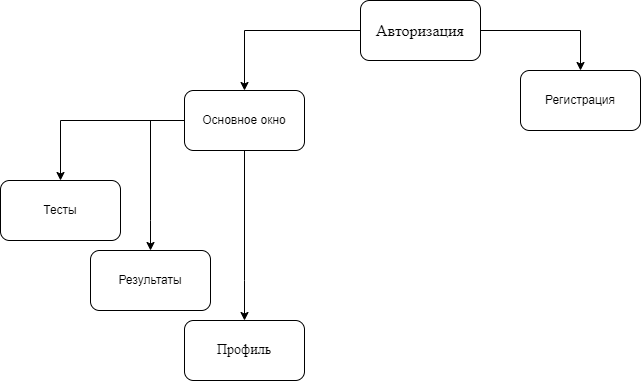 Авторизация
Регистрация
Основное окно
Тесты
Результаты
Профиль